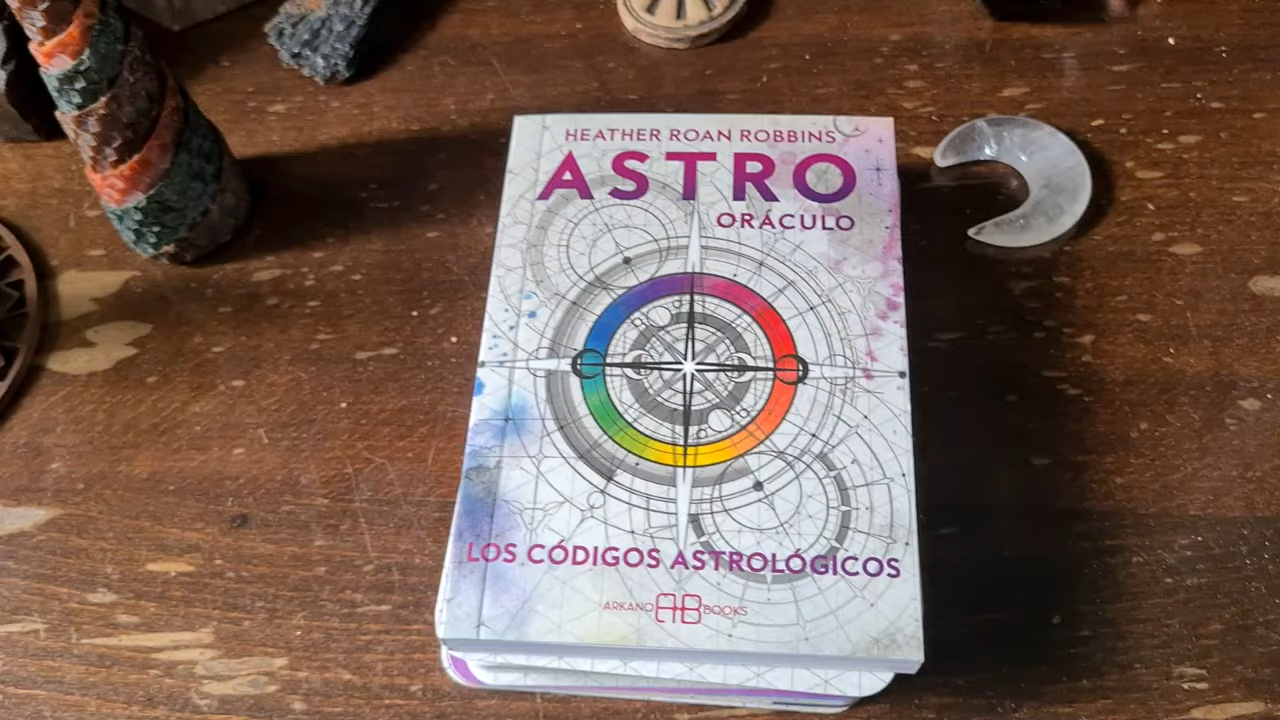 HEATHER ROAN ROBBINS
ASTRO
ORÁCULO
LOS CÓDIGOS ASTROLÓGICOS
ARKANO AB BOOKS